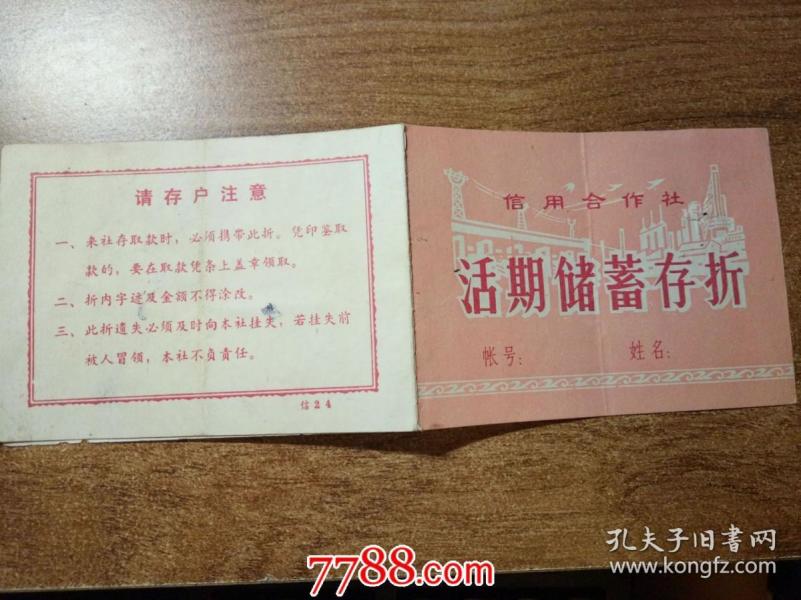 请存户注意
一、来社存取款时，必须携带此折。凭印鉴取
款的，要在取款凭条上盖章领取。
二、折内字迹及金额不得涂改。
三、此折遗失必须及时向本社挂失，若挂失前
被人冒领，本社不负责任。
信24
信用合作社
活期储蓄存折
帐号：
姓名：
7788.com
孔夫子旧书网
www.kongfz.com